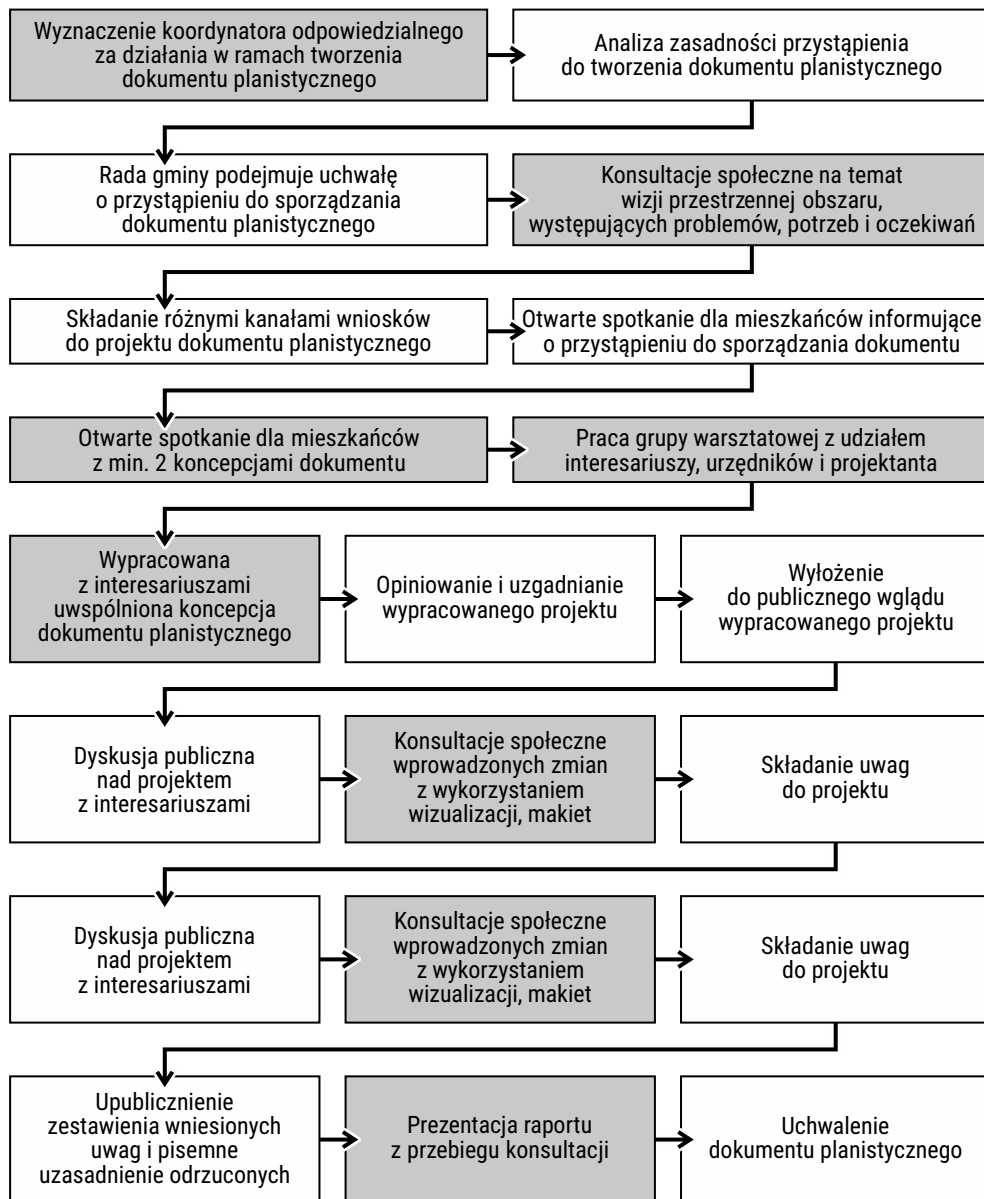 Wyznaczenie koordynatora odpowiedzialnego
za działania w ramach tworzenia
dokumentu planistycznego
Analiza zasadności przystąpienia
do tworzenia dokumentu planistycznego
Rada gminy podejmuje uchwałę
o przystąpieniu do sporządzania
dokumentu planistycznego
Konsultacje społeczne na temat
wizji przestrzennej obszaru,
występujących problemów, potrzeb i oczekiwań
Składanie różnymi kanałami wniosków
do projektu dokumentu planistycznego
Otwarte spotkanie dla mieszkańców informujące
o przystąpieniu do sporządzania dokumentu
Otwarte spotkanie dla mieszkańców
z min. 2 koncepcjami dokumentu
Praca grupy warsztatowej z udziałem
interesariuszy, urzędników i projektanta
Wypracowana
z interesariuszami
uwspólniona koncepcja
dokumentu planistycznego
Opiniowanie i uzgadnianie
wypracowanego projektu
Wyłożenie
do publicznego wglądu
wypracowanego projektu
Dyskusja publiczna
nad projektem
z interesariuszami
Konsultacje społeczne
wprowadzonych zmian
z wykorzystaniem
wizualizacji, makiet
Składanie uwag
do projektu
Dyskusja publiczna
nad projektem
z interesariuszami
Konsultacje społeczne
wprowadzonych zmian
z wykorzystaniem
wizualizacji, makiet
Składanie uwag
do projektu
Upublicznienie
zestawienia wniesionych
uwag i pisemne
uzasadnienie odrzuconych
Prezentacja raportu
z przebiegu konsultacji
Uchwalenie
dokumentu planistycznego